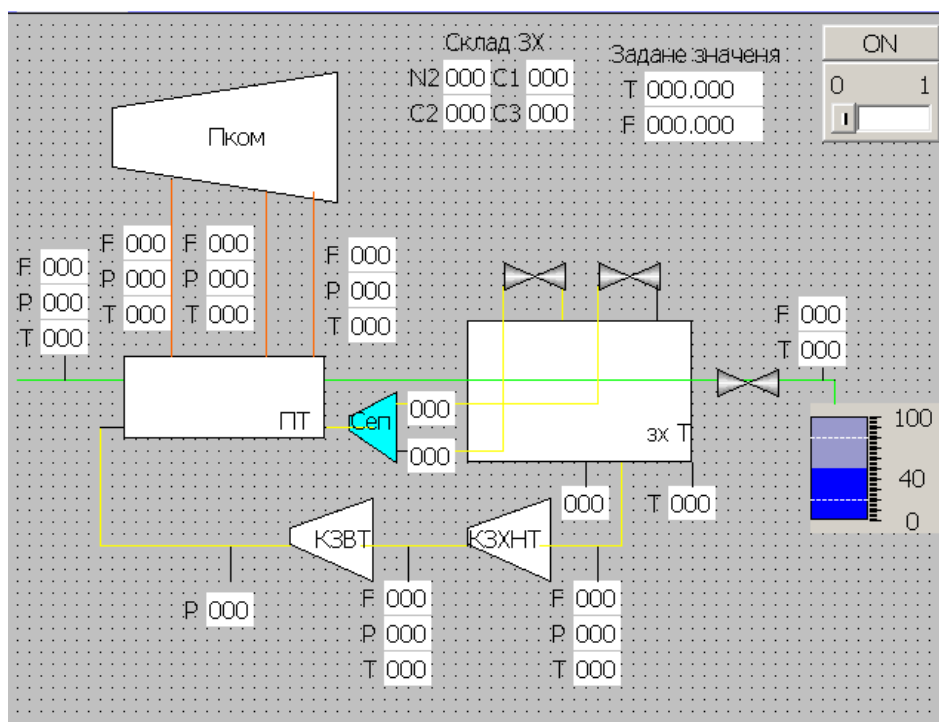 Склад ЗХ
N2 000 C1 000
C2 000 C3 000
Задане значеня
T 000.000
F 000.000
ON
0 1
Пком
F 000
P 000
T 000
F 000
P 000
T 000
F 000
P 000
T 000
F 000
P 000
T 000
F 000
T 000
ПТ
Сеп
000
000
зх Т
000
T 000
100
40
0
КЗВТ
КЗХНТ
P 000
F 000
P 000
T 000
F 000
P 000
T 000